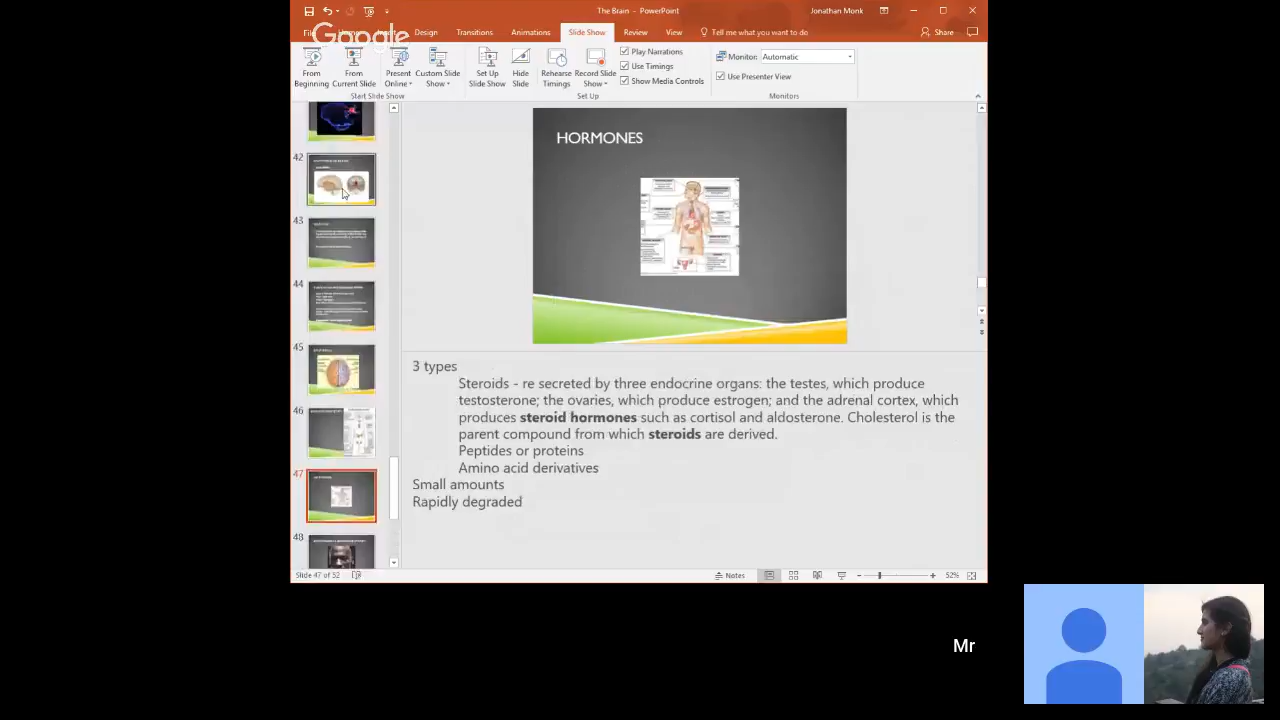 The Brain - PowerPoint
Jonathan Monk
Google
Design
Transitions
Animations
Slide Show
Review
View
Tell me what you want to do
Share
From Beginning
From Current Slide
Present Online
Custom Slide Show
Set Up Slide Show
Hide Slide
Rehearse Timings
Record Slide Show
Play Narrations
Use Timings
Show Media Controls
Monitor: Automatic
Use Presenter View
Start Slide Show
Set Up
Monitors
42
43
44
45
46
47
48
HORMONES
3 types
Steroids - re secreted by three endocrine organs: the testes, which produce
testosterone; the ovaries, which produce estrogen; and the adrenal cortex, which
produces steroid hormones such as cortisol and aldosterone. Cholesterol is the
parent compound from which steroids are derived.
Peptides or proteins
Amino acid derivatives
Small amounts
Rapidly degraded
Slide 47 of 52
Notes
52%
Mr